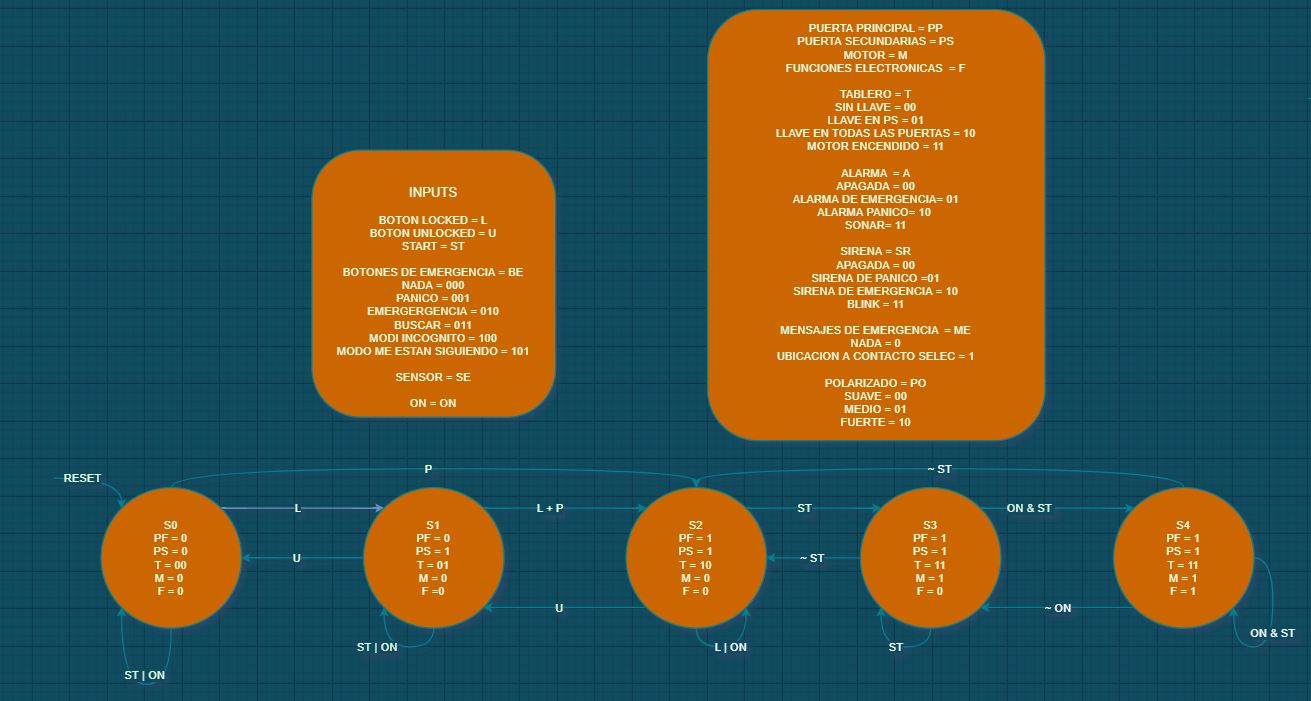 PUERTA PRINCIPAL = PP
PUERTA SECUNDARIAS = PS
MOTOR = M
FUNCIONES ELECTRONICAS = F
TABLERO = T
SIN LLAVE = 00
LLAVE EN PS = 01
LLAVE EN TODAS LAS PUERTAS = 10
MOTOR ENCENDIDO = 11
ALARMA = A
APAGADA = 00
ALARMA DE EMERGENCIA= 01
ALARMA PANICO= 10
SONAR= 11
SIRENA = SR
APAGADA = 00
SIRENA DE PANICO =01
SIRENA DE EMERGENCIA = 10
BLINK = 11
MENSAJES DE EMERGENCIA = ME
NADA = 0
UBICACION A CONTACTO SELEC = 1
POLARIZADO = PO
SUAVE = 00
MEDIO = 01
FUERTE = 10
INPUTS
BOTON LOCKED = L
BOTON UNLOCKED = U
START = ST
BOTONES DE EMERGENCIA = BE
NADA = 000
PANICO = 001
EMERGERGENCIA = 010
BUSCAR = 011
MODI INCOGNITO = 100
MODO ME ESTAN SIGUIENDO = 101
SENSOR = SE
ON = ON
RESET
P
~ ST
L
L + P
ST
ON & ST
S0
PF = 0
PS = 0
T = 00
M = 0
F = 0
U
S1
PF = 0
PS = 1
T = 01
M = 0
F =0
U
S2
PF = 1
PS = 1
T = 10
M = 0
F = 0
~ ST
S3
PF = 1
PS = 1
T = 11
M = 1
F = 0
~ ON
S4
PF = 1
PS = 1
T = 11
M = 1
F = 1
ST | ON
ST | ON
L | ON
ST
ON & ST